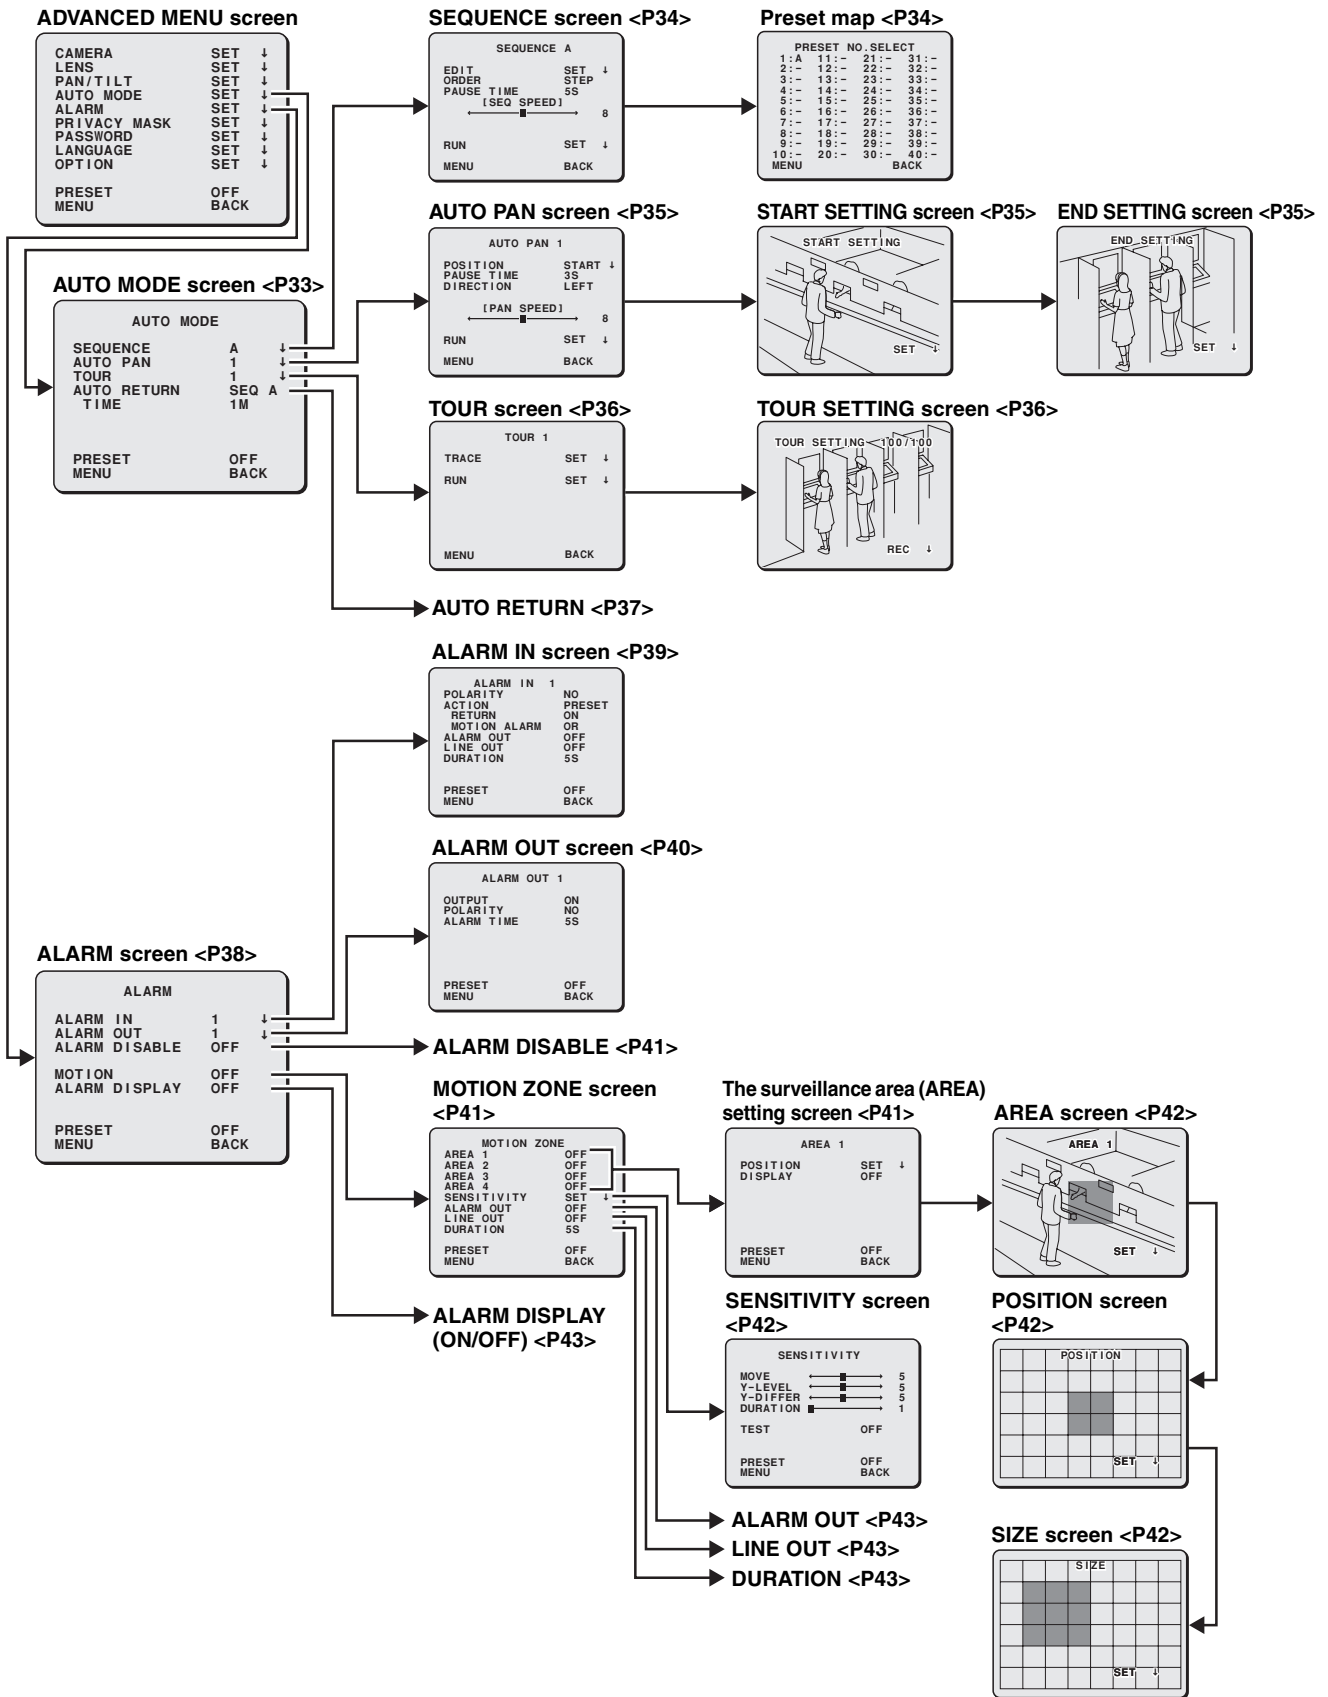 ADVANCED MENU screen
CAMERA SET ↓
LENS SET ↓
PAN/TILT SET ↓
AUTO MODE SET ↓
ALARM SET ↓
PRIVACY MASK SET ↓
PASSWORD SET ↓
LANGUAGE SET ↓
OPTION SET ↓
PRESET OFF
MENU BACK
SEQUENCE screen <P34>
SEQUENCE A
EDIT SET ↓
ORDER STEP
PAUSE TIME 5S
[SEQ SPEED]
8
RUN SET ↓
MENU BACK
Preset map <P34>
PRESET NO.SELECT
1:A 11:– 21:– 31:–
2:– 12:– 22:– 32:–
3:– 13:– 23:– 33:–
4:– 14:– 24:– 34:–
5:– 15:– 25:– 35:–
6:– 16:– 26:– 36:–
7:– 17:– 27:– 37:–
8:– 18:– 28:– 38:–
9:– 19:– 29:– 39:–
10:– 20:– 30:– 40:–
MENU BACK
AUTO MODE screen <P33>
AUTO MODE
SEQUENCE A ↓
AUTO PAN 1 ↓
TOUR 1 ↓
AUTO RETURN SEQ A
TIME 1M
PRESET OFF
MENU BACK
AUTO PAN screen <P35>
AUTO PAN 1
POSITION START ↓
PAUSE TIME 3S
DIRECTION LEFT
[PAN SPEED]
8
RUN SET ↓
MENU BACK
START SETTING screen <P35>
START SETTING
SET ↓
END SETTING screen <P35>
END SETTING
SET ↓
TOUR screen <P36>
TOUR 1
TRACE SET ↓
RUN SET ↓
MENU BACK
TOUR SETTING screen <P36>
TOUR SETTING 100/100
REC ↓
AUTO RETURN <P37>
ALARM IN screen <P39>
ALARM IN 1
POLARITY NO
ACTION PRESET
RETURN ON
MOTION ALARM OR
ALARM OUT OFF
LINE OUT OFF
DURATION 5S
PRESET OFF
MENU BACK
ALARM OUT screen <P40>
ALARM OUT 1
OUTPUT ON
POLARITY NO
ALARM TIME 5S
PRESET OFF
MENU BACK
ALARM screen <P38>
ALARM
ALARM IN 1 ↓
ALARM OUT 1 ↓
ALARM DISABLE OFF
MOTION OFF
ALARM DISPLAY OFF
PRESET OFF
MENU BACK
ALARM DISABLE <P41>
MOTION ZONE screen
<P41>
MOTION ZONE
AREA 1 OFF
AREA 2 OFF
AREA 3 OFF
AREA 4 OFF
SENSITIVITY SET ↓
ALARM OUT OFF
LINE OUT OFF
DURATION 5S
PRESET OFF
MENU BACK
The surveillance area (AREA)
setting screen <P41>
AREA 1
POSITION SET ↓
DISPLAY OFF
PRESET OFF
MENU BACK
AREA screen <P42>
AREA 1
SET ↓
ALARM DISPLAY
(ON/OFF) <P43>
SENSITIVITY screen
<P42>
SENSITIVITY
MOVE 5
Y–LEVEL 5
Y–DIFFER 5
DURATION 1
TEST OFF
PRESET OFF
MENU BACK
POSITION screen
<P42>
POSITION
SET ↓
ALARM OUT <P43>
LINE OUT <P43>
DURATION <P43>
SIZE screen <P42>
SIZE
SET ↓